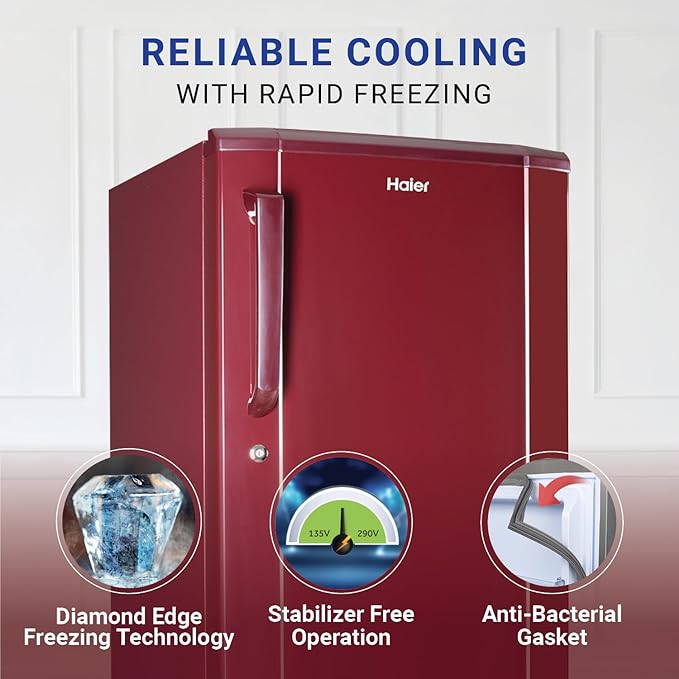 RELIABLE COOLING
WITH RAPID FREEZING
Haier
135V
290V
Diamond Edge
Freezing Technology
Stabilizer Free
Operation
Anti-Bacterial
Gasket